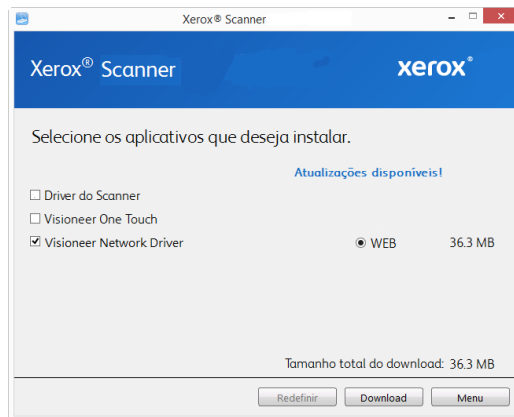 Xerox® Scanner
Xerox® Scanner
xerox®
Selecione os aplicativos que deseja instalar.
Atualizações disponíveis!
Driver do Scanner
Visioneer One Touch
Visioneer Network Driver WEB 36.3 MB
Tamanho total do download: 36.3 MB
Redefinir Download Menu